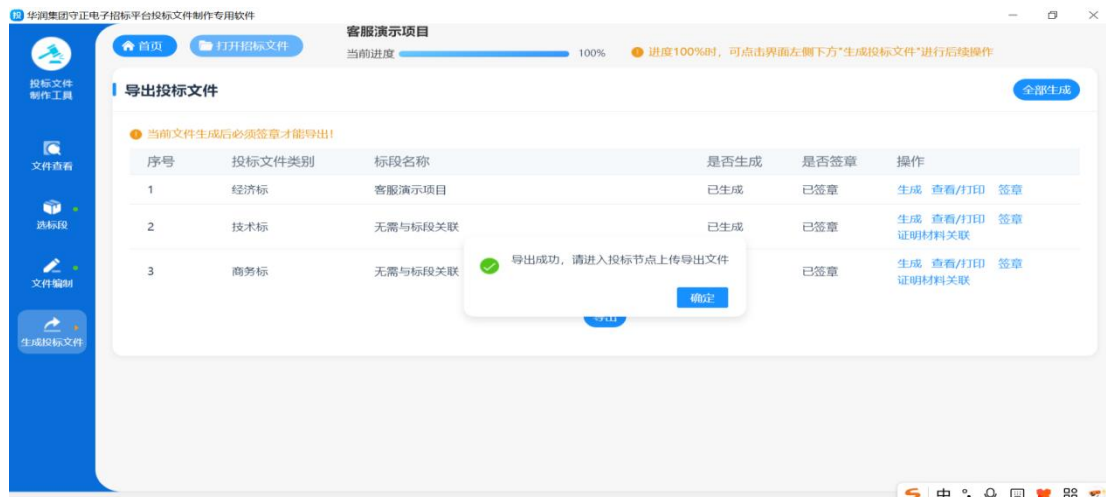 投 华润集团守正电子招标平台投标文件制作专用软件
投标文件
制作工具
首页
打开招标文件
客服演示项目
当前进度
100%
进度100%时，可点击界面左侧下方"生成投标文件"进行后续操作
导出投标文件
全部生成
当前文件生成后必须签章才能导出!
序号 投标文件类别 标段名称 是否生成 是否签章 操作
1 经济标 客服演示项目 已生成 已签章 生成 查看/打印 签章
2 技术标 无需与标段关联 已生成 已签章 生成 查看/打印 签章
证明材料关联
3 商务标 无需与标段关联 已签章 生成 查看/打印 签章
证明材料关联
导出成功，请进入投标节点上传导出文件
确定
文件查看
选标段
文件编制
生成投标文件
中